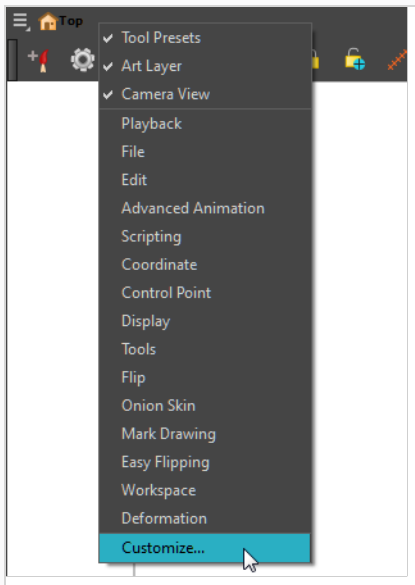 Top
Tool Presets
Art Layer
Camera View
Playback
File
Edit
Advanced Animation
Scripting
Coordinate
Control Point
Display
Tools
Flip
Onion Skin
Mark Drawing
Easy Flipping
Workspace
Deformation
Customize...